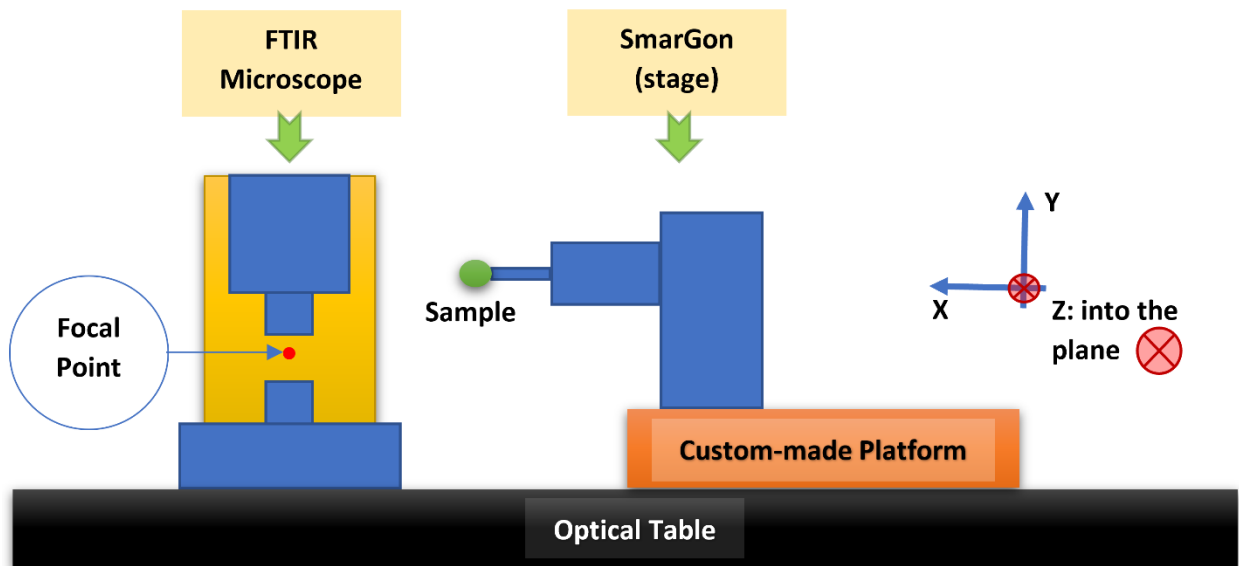 FTIR
Microscope
SmarGon
(stage)
Y
X
Z: into the
plane
Sample
Focal
Point
Custom-made Platform
Optical Table